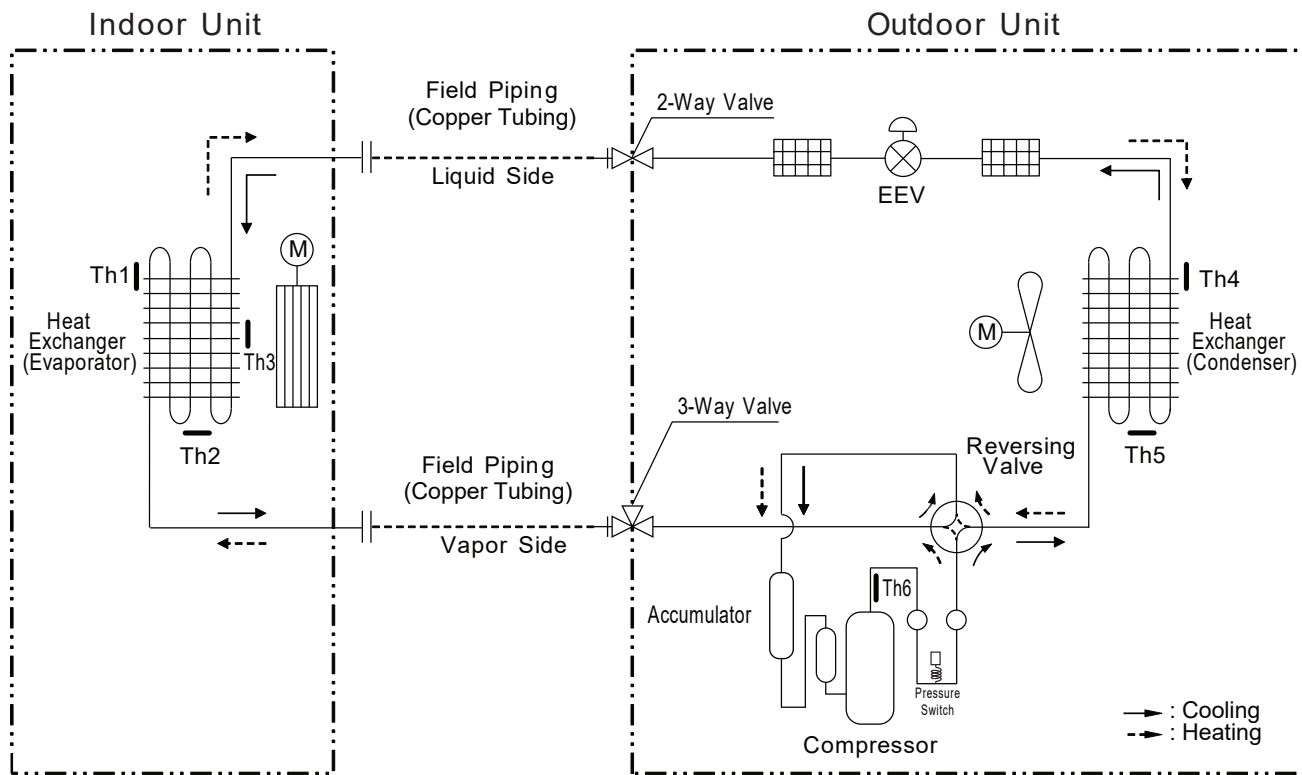 Indoor Unit
Outdoor Unit
Field Piping
(Copper Tubing)
2-Way Valve
Liquid Side
EEV
M
Th1
Heat
Exchanger
(Evaporator)
Th3
Th2
M
Th4
Heat
Exchanger
(Condenser)
Th5
3-Way Valve
Reversing
Valve
Field Piping
(Copper Tubing)
Vapor Side
Th6
Accumulator
Pressure
Switch
Compressor
: Cooling
: Heating